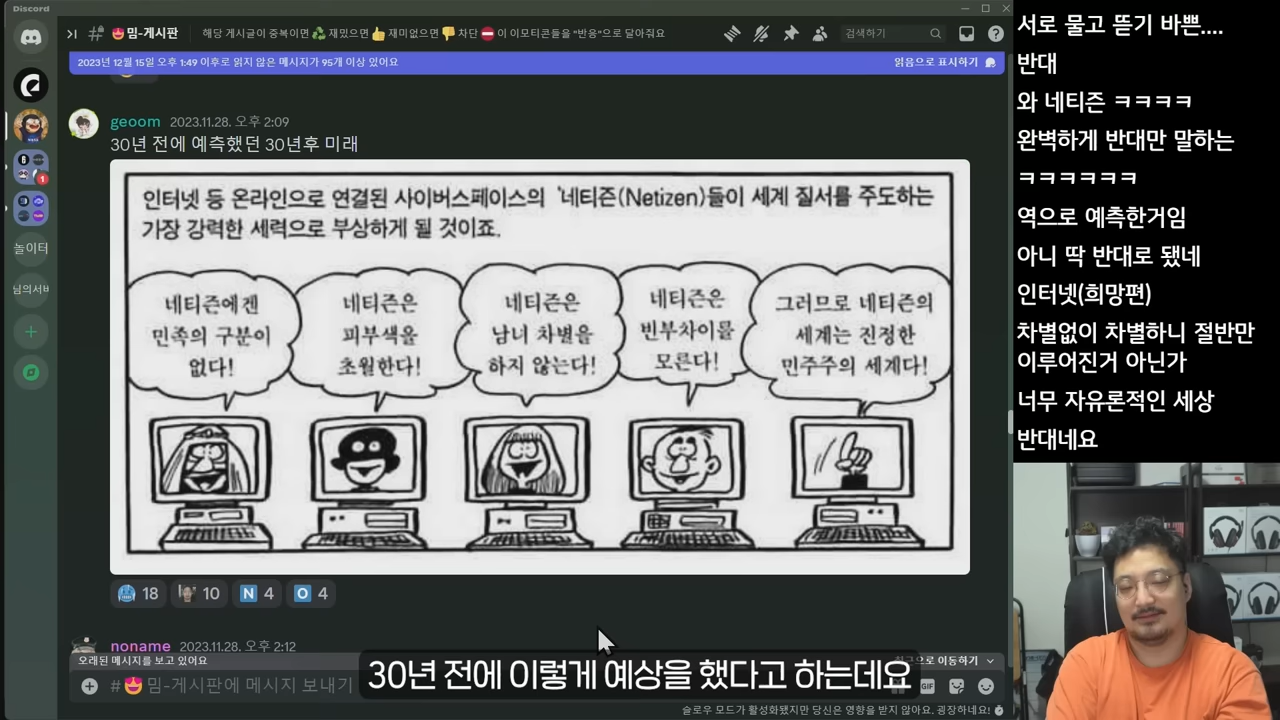 Discord
밈-게시판
해당 게시글이 중복이면 재밌으면 재미없으면 차단 이 이모티콘들을 "반응"으로 달아줘요
검색하기
2023년 12월 15일 오후 1:49 이후로 읽지 않은 메시지가 95개 이상 있어요
읽음으로 표시하기
geoom 2023.11.28. 오후 2:09
30년 전에 예측했던 30년후 미래
인터넷 등 온라인으로 연결된 사이버스페이스의 '네티즌(Netizen)들이 세계 질서를 주도하는
가장 강력한 세력으로 부상하게 될 것이죠.
네티즌에겐
민족의 구분이
없다!
네티즌은
피부색을
초월한다!
네티즌은
남녀 차별을
하지 않는다!
네티즌은
빈부차이를
모른다!
그러므로 네티즌의
세계는 진정한
민주주의 세계다!
18
10
N 4
O 4
noname 2023.11.28. 오후 2:12
오래된 메시지를 보고 있어요
으로 이동하기
#밈-게시판에 메시지 보내기
GIF
30년 전에 이렇게 예상을 했다고 하는데요
슬로우 모드가 활성화됐지만 당신은 영향을 받지 않아요. 굉장하네요!
놀이터
1
서로 물고 뜯기 바쁜....
반대
와 네티즌 ㅋㅋㅋㅋ
완벽하게 반대만 말하는
ㅋㅋㅋㅋㅋㅋ
역으로 예측한거임
아니 딱 반대로 됐네
인터넷(희망편)
차별없이 차별하니 절반만
이루어진거 아닌가
너무 자유론적인 세상
반대네요